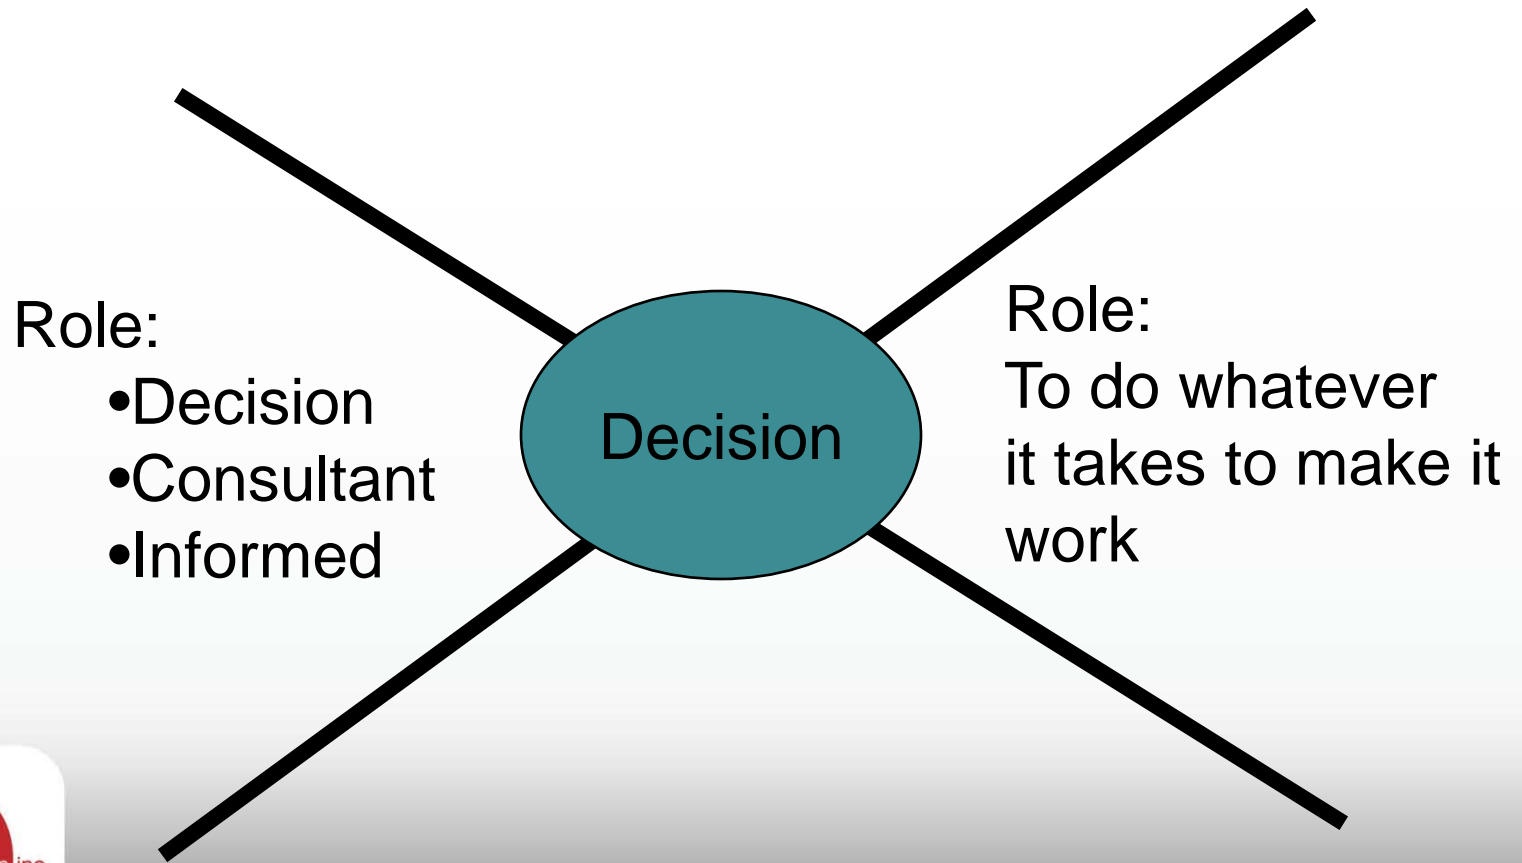 Role:
•Decision
•Consultant
•Informed
Decision
Role:
To do whatever
it takes to make it
work